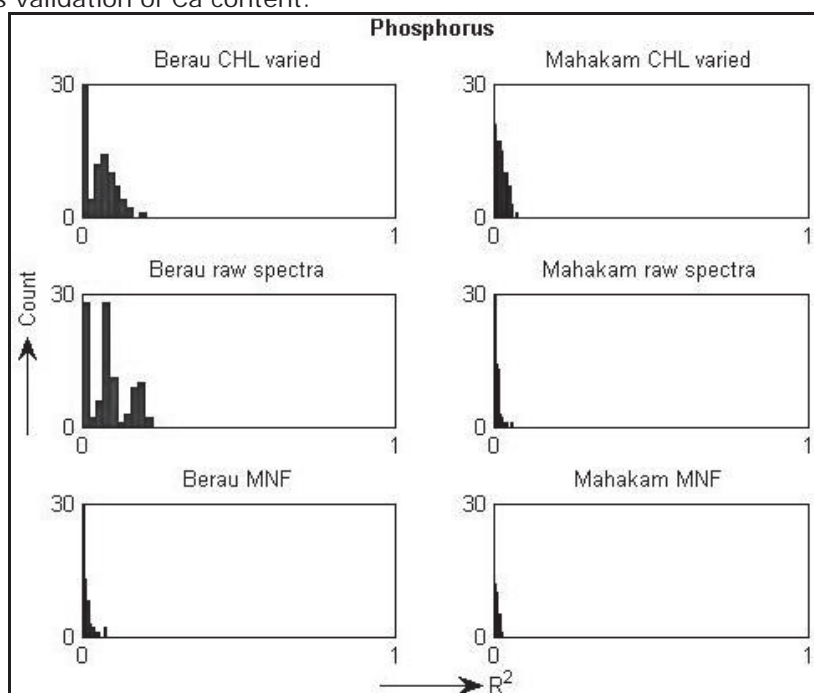 s validation of Ca content.
Phosphorus
Berau CHL varied Mahakam CHL varied
30 30
0 0
0 1 0 1
Berau raw spectra Mahakam raw spectra
30 30
Count
0 0
0 1 0 1
Berau MNF Mahakam MNF
30 30
0 0
0 1 0 1
R²